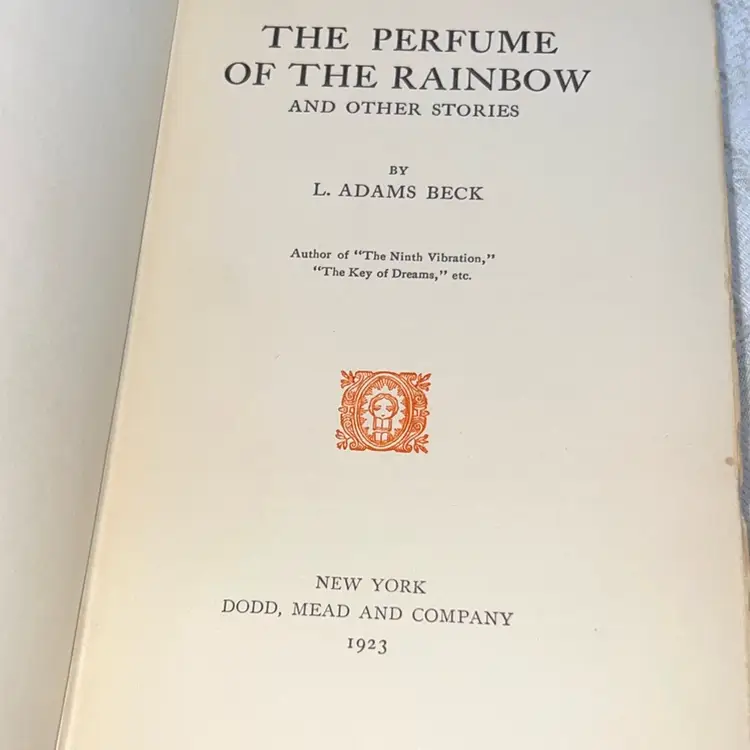 THE PERFUME
OF THE RAINBOW
AND OTHER STORIES
BY
L. ADAMS BECK
Author of "The Ninth Vibration,"
"The Key of Dreams," etc.
NEW YORK
DODD, MEAD AND COMPANY
1923